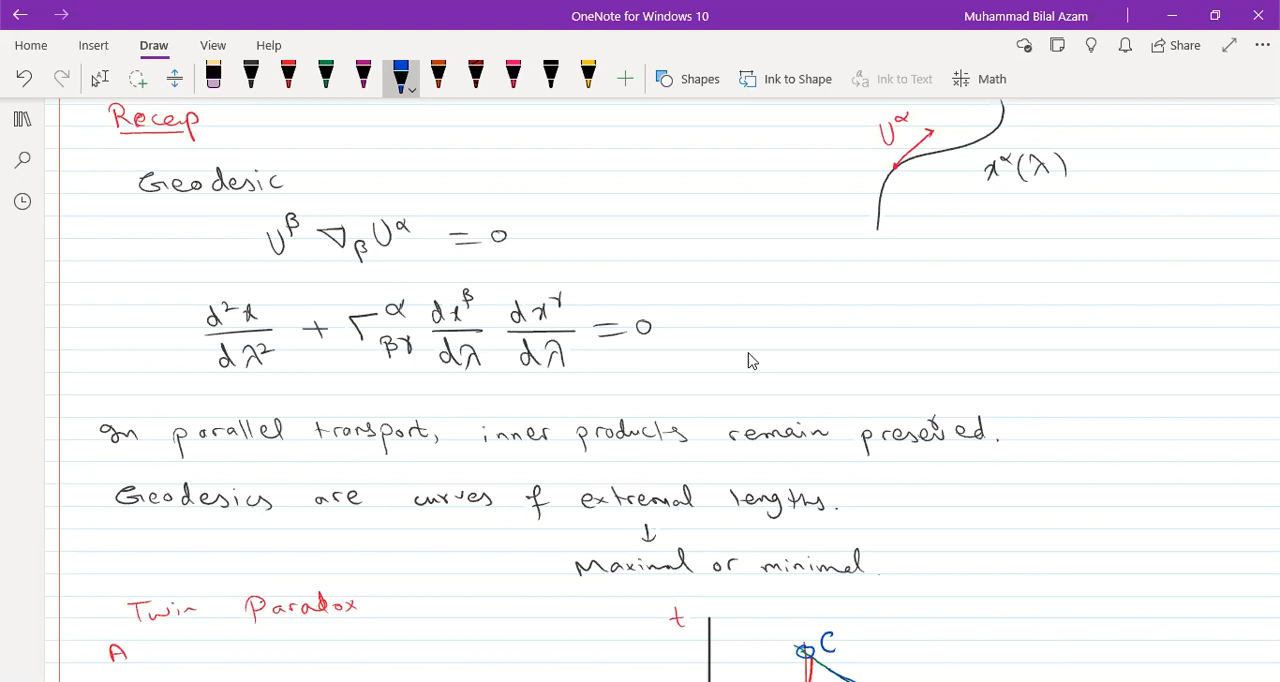 OneNote for Windows 10
Muhammad Bilal Azam
Home Insert Draw View Help
Share
Shapes Ink to Shape Ink to Text Math
Recap
U^α
x^α(λ)
Geodesic
U^β ∇_β U^α = 0
d²x/dλ² + Γ^α_βγ dx^β/dλ dx^γ/dλ = 0
In parallel transport, inner products remain preserved.
Geodesics are curves of extremal lengths.
↓
Maximal or minimal.
Twin Paradox
t
A
C